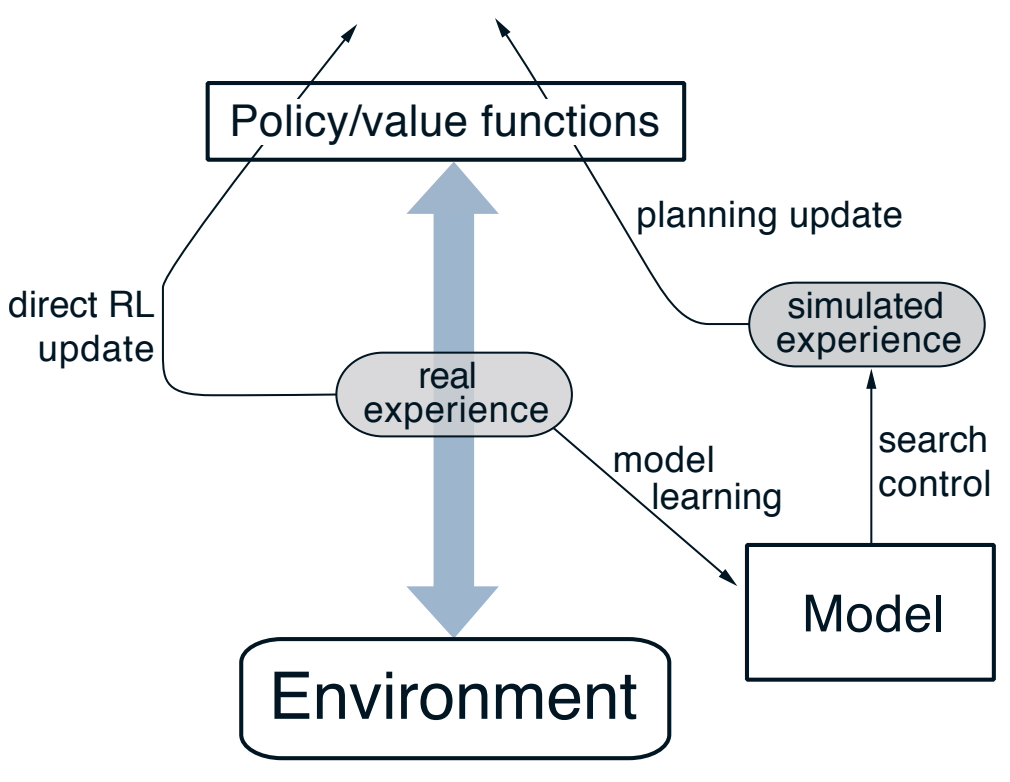 Policy/value functions
planning update
direct RL
update
simulated
experience
real
experience
model
learning
search
control
Model
Environment